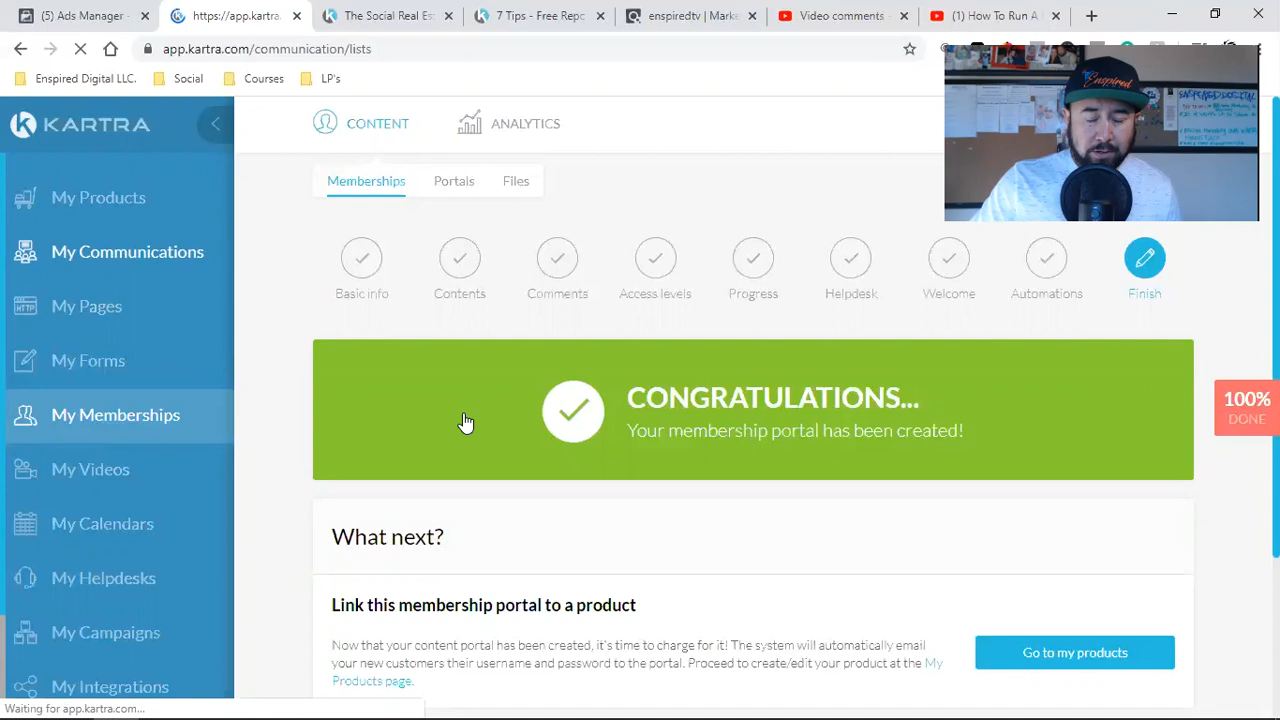 (5) Ads Manager -
https://app.kartra.
The Social Real Es
7 Tips - Free Repo
enspiredtv | Marke
Video comments -
(1) How To Run A
app.kartra.com/communication/lists
Enspired Digital LLC.
Social
Courses
LP's
KARTRA
CONTENT
ANALYTICS
Memberships
Portals
Files
Enspired
My Products
My Communications
My Pages
My Forms
My Memberships
My Videos
My Calendars
My Helpdesks
My Campaigns
My Integrations
Basic info
Contents
Comments
Access levels
Progress
Helpdesk
Welcome
Automations
Finish
CONGRATULATIONS...
Your membership portal has been created!
100%
DONE
What next?
Link this membership portal to a product
Now that your content portal has been created, it's time to charge for it! The system will automatically email
your new customers their username and password to the portal. Proceed to create/edit your product at the My
Products page.
Go to my products
Waiting for app.kartra.com...